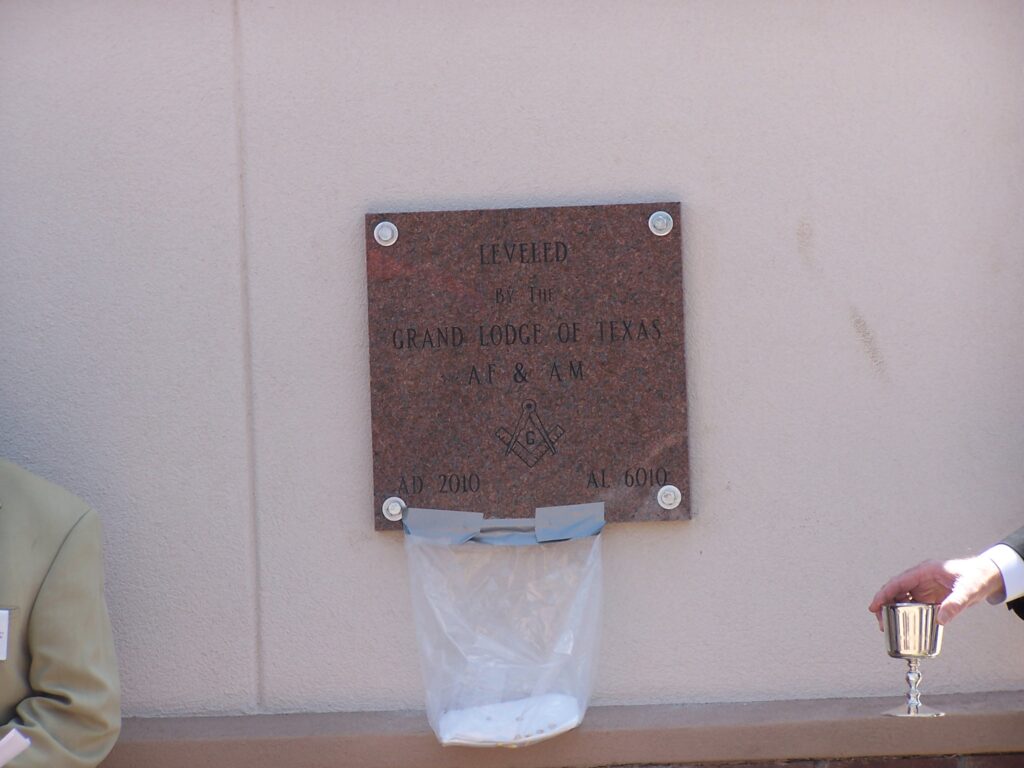 LEVELED
BY THE
GRAND LODGE OF TEXAS
AF & AM
G
AD 2010 AL 6010